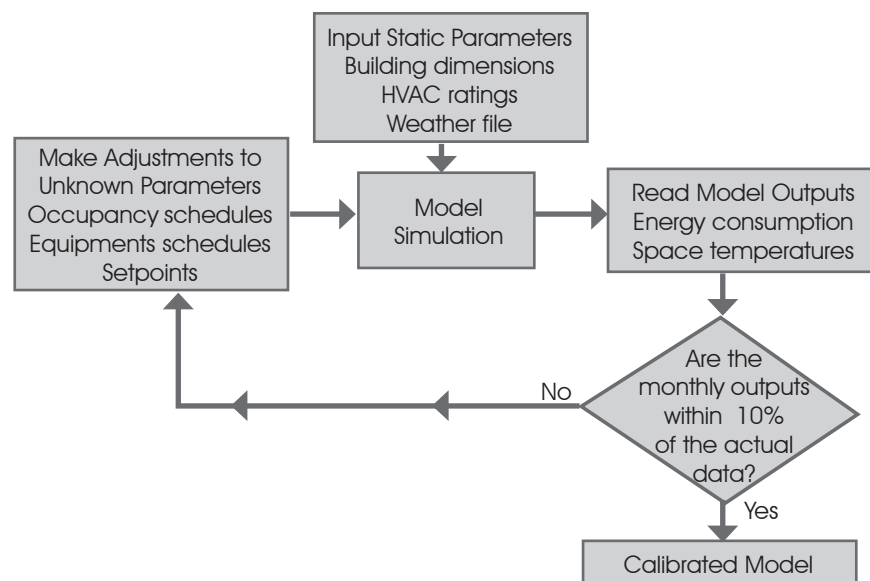 Input Static Parameters
Building dimensions
HVAC ratings
Weather file
Make Adjustments to
Unknown Parameters
Occupancy schedules
Equipments schedules
Setpoints
Model
Simulation
Read Model Outputs
Energy consumption
Space temperatures
Are the
monthly outputs
within 10%
of the actual
data?
No
Yes
Calibrated Model